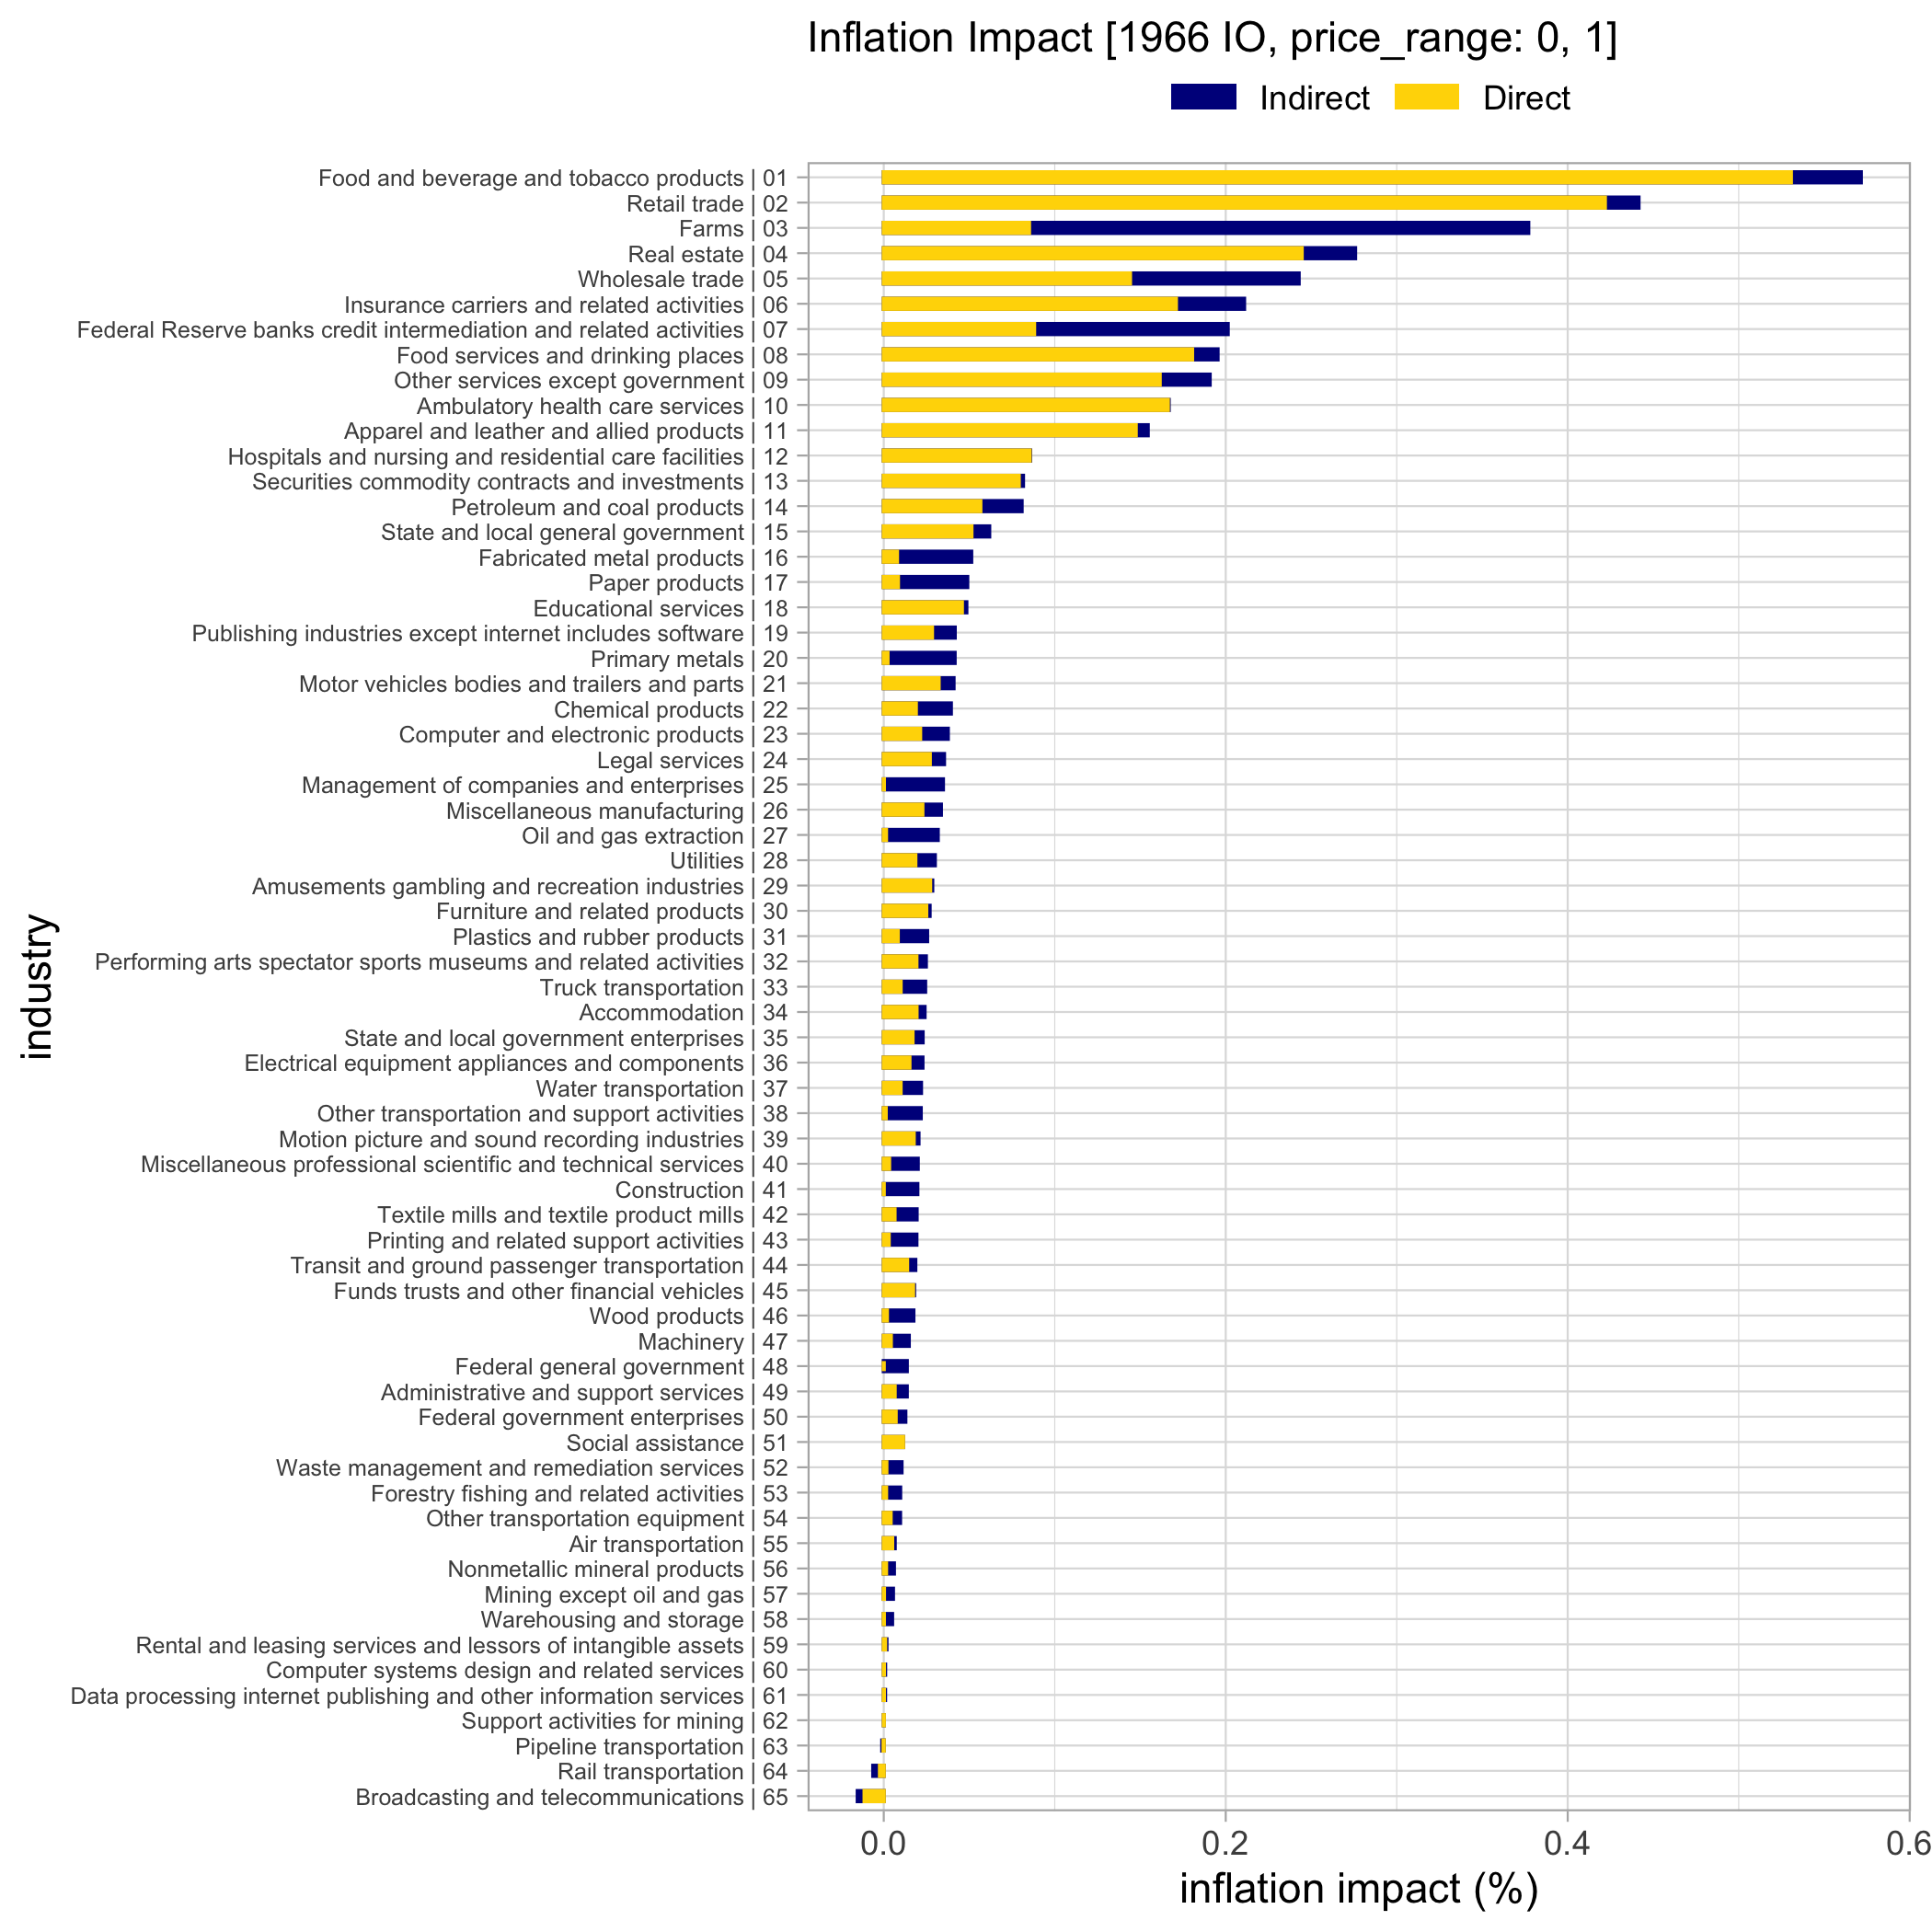 Inflation Impact [1966 IO, price_range: 0, 1]
Indirect Direct
Food and beverage and tobacco products | 01
Retail trade | 02
Farms | 03
Real estate | 04
Wholesale trade | 05
Insurance carriers and related activities | 06
Federal Reserve banks credit intermediation and related activities | 07
Food services and drinking places | 08
Other services except government | 09
Ambulatory health care services | 10
Apparel and leather and allied products | 11
Hospitals and nursing and residential care facilities | 12
Securities commodity contracts and investments | 13
Petroleum and coal products | 14
State and local general government | 15
Fabricated metal products | 16
Paper products | 17
Educational services | 18
Publishing industries except internet includes software | 19
Primary metals | 20
Motor vehicles bodies and trailers and parts | 21
Chemical products | 22
Computer and electronic products | 23
Legal services | 24
Management of companies and enterprises | 25
Miscellaneous manufacturing | 26
Oil and gas extraction | 27
Utilities | 28
Amusements gambling and recreation industries | 29
Furniture and related products | 30
Plastics and rubber products | 31
Performing arts spectator sports museums and related activities | 32
Truck transportation | 33
Accommodation | 34
State and local government enterprises | 35
Electrical equipment appliances and components | 36
Water transportation | 37
Other transportation and support activities | 38
Motion picture and sound recording industries | 39
Miscellaneous professional scientific and technical services | 40
Construction | 41
Textile mills and textile product mills | 42
Printing and related support activities | 43
Transit and ground passenger transportation | 44
Funds trusts and other financial vehicles | 45
Wood products | 46
Machinery | 47
Federal general government | 48
Administrative and support services | 49
Federal government enterprises | 50
Social assistance | 51
Waste management and remediation services | 52
Forestry fishing and related activities | 53
Other transportation equipment | 54
Air transportation | 55
Nonmetallic mineral products | 56
Mining except oil and gas | 57
Warehousing and storage | 58
Rental and leasing services and lessors of intangible assets | 59
Computer systems design and related services | 60
Data processing internet publishing and other information services | 61
Support activities for mining | 62
Pipeline transportation | 63
Rail transportation | 64
Broadcasting and telecommunications | 65
industry
0.0 0.2 0.4 0.6
inflation impact (%)